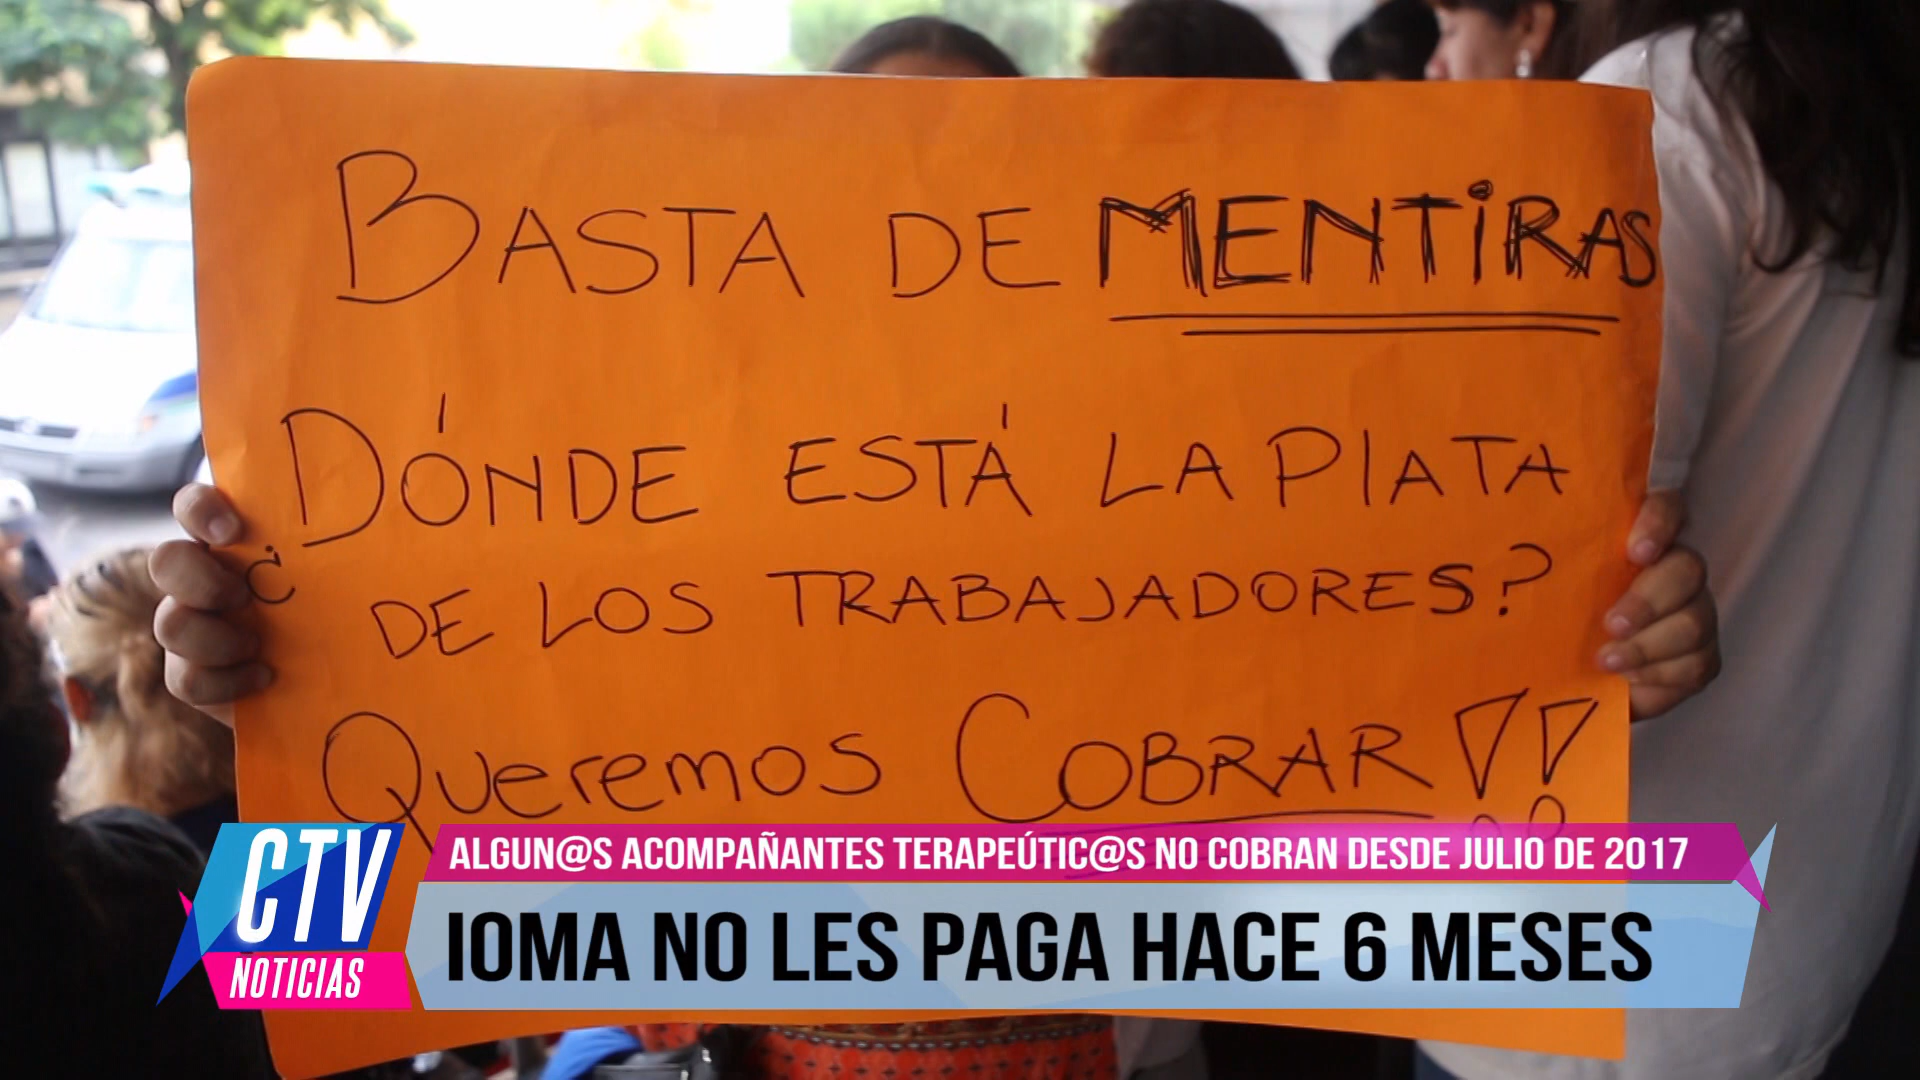 BASTA DE MENTiRAS
DÓNDE ESTÁ LA PLATA
¿ DE LOS TRABAJADORES?
Queremos COBRAR!!
CTV
NOTICIAS
ALGUN@S ACOMPAÑANTES TERAPEÚTIC@S NO COBRAN DESDE JULIO DE 2017
IOMA NO LES PAGA HACE 6 MESES